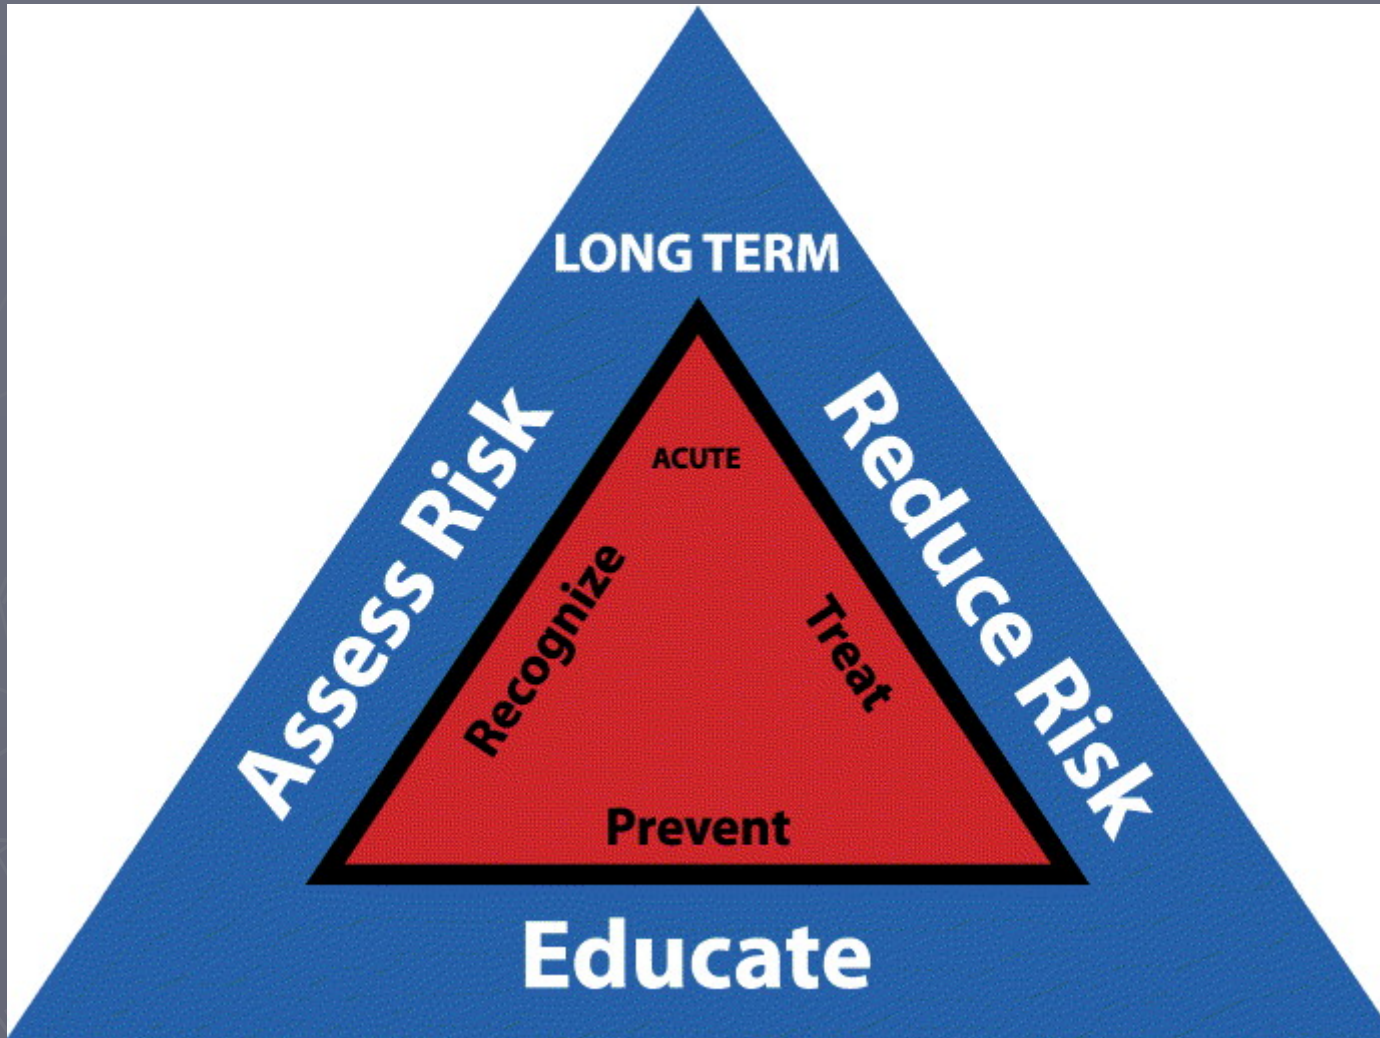 LONG TERM
Assess Risk
Reduce Risk
ACUTE
Recognize
Treat
Prevent
Educate